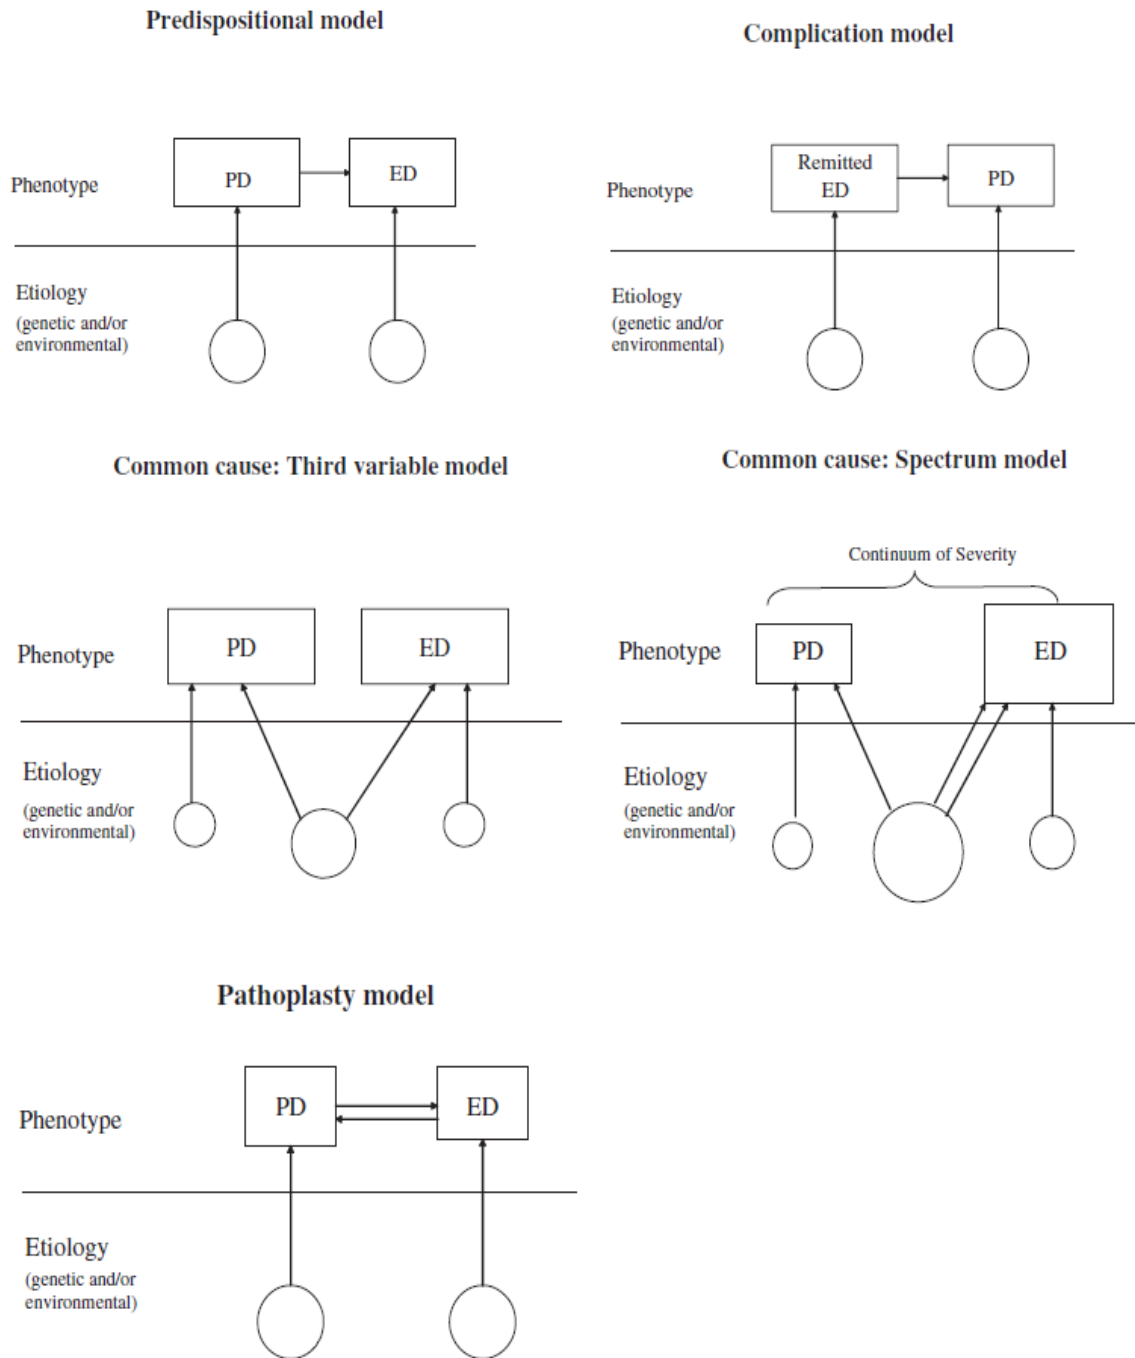 Predispositional model
Phenotype
PD
ED
Etiology
(genetic and/or
environmental)
Complication model
Phenotype
Remitted
ED
PD
Etiology
(genetic and/or
environmental)
Common cause: Third variable model
Phenotype
PD
ED
Etiology
(genetic and/or
environmental)
Common cause: Spectrum model
Continuum of Severity
Phenotype
PD
ED
Etiology
(genetic and/or
environmental)
Pathoplasty model
Phenotype
PD
ED
Etiology
(genetic and/or
environmental)